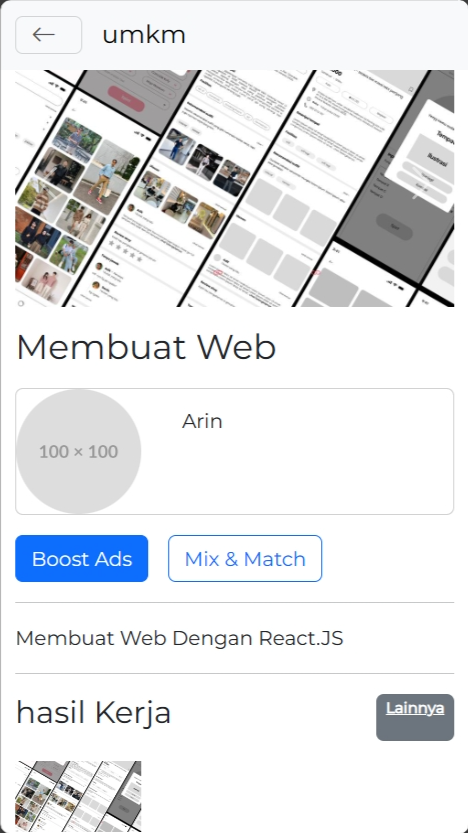 umkm
Membuat Web
100 × 100
Arin
Boost Ads
Mix & Match
Membuat Web Dengan React.JS
hasil Kerja
Lainnya